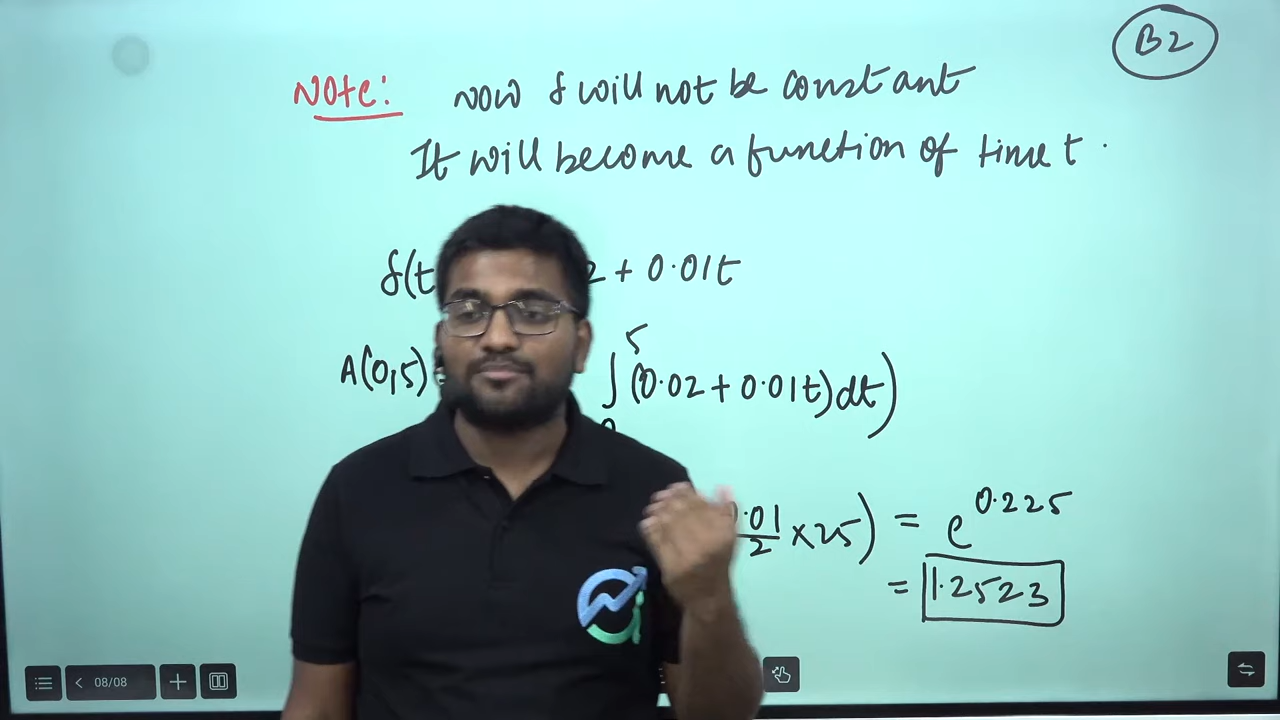 B2
Note: now δ will not be constant
It will become a function of time t.
δ(t 2 + 0.01t
A(0,5) ∫ 5 (0.02 + 0.01t)dt)
0.01/2 × 25) = e^0.225
= 1.2523
08/08